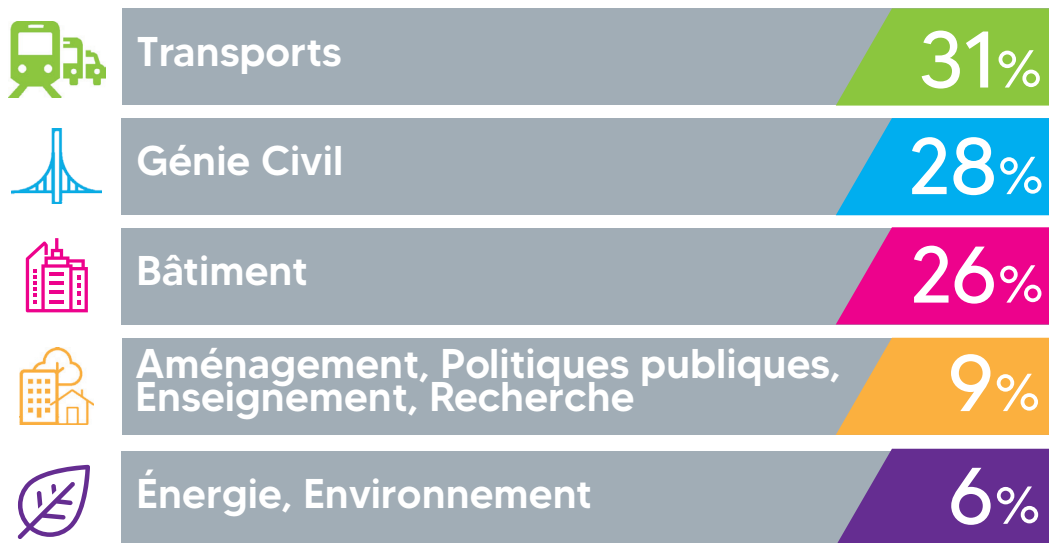 Transports
31%
Génie Civil
28%
Bâtiment
26%
Aménagement, Politiques publiques,
Enseignement, Recherche
9%
Énergie, Environnement
6%